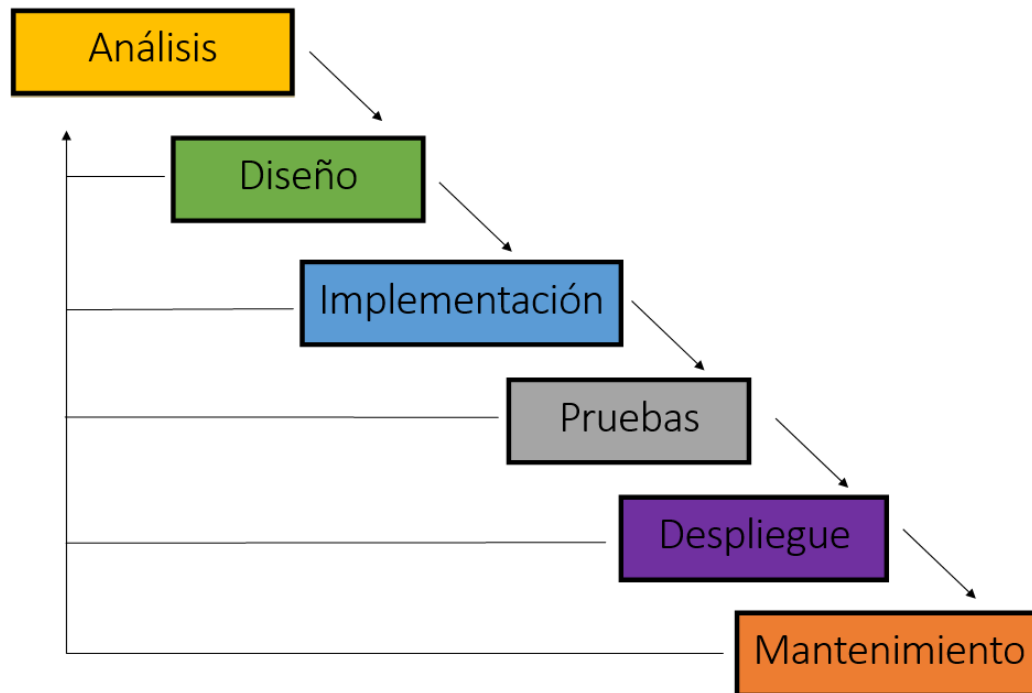 Análisis
Diseño
Implementación
Pruebas
Despliegue
Mantenimiento